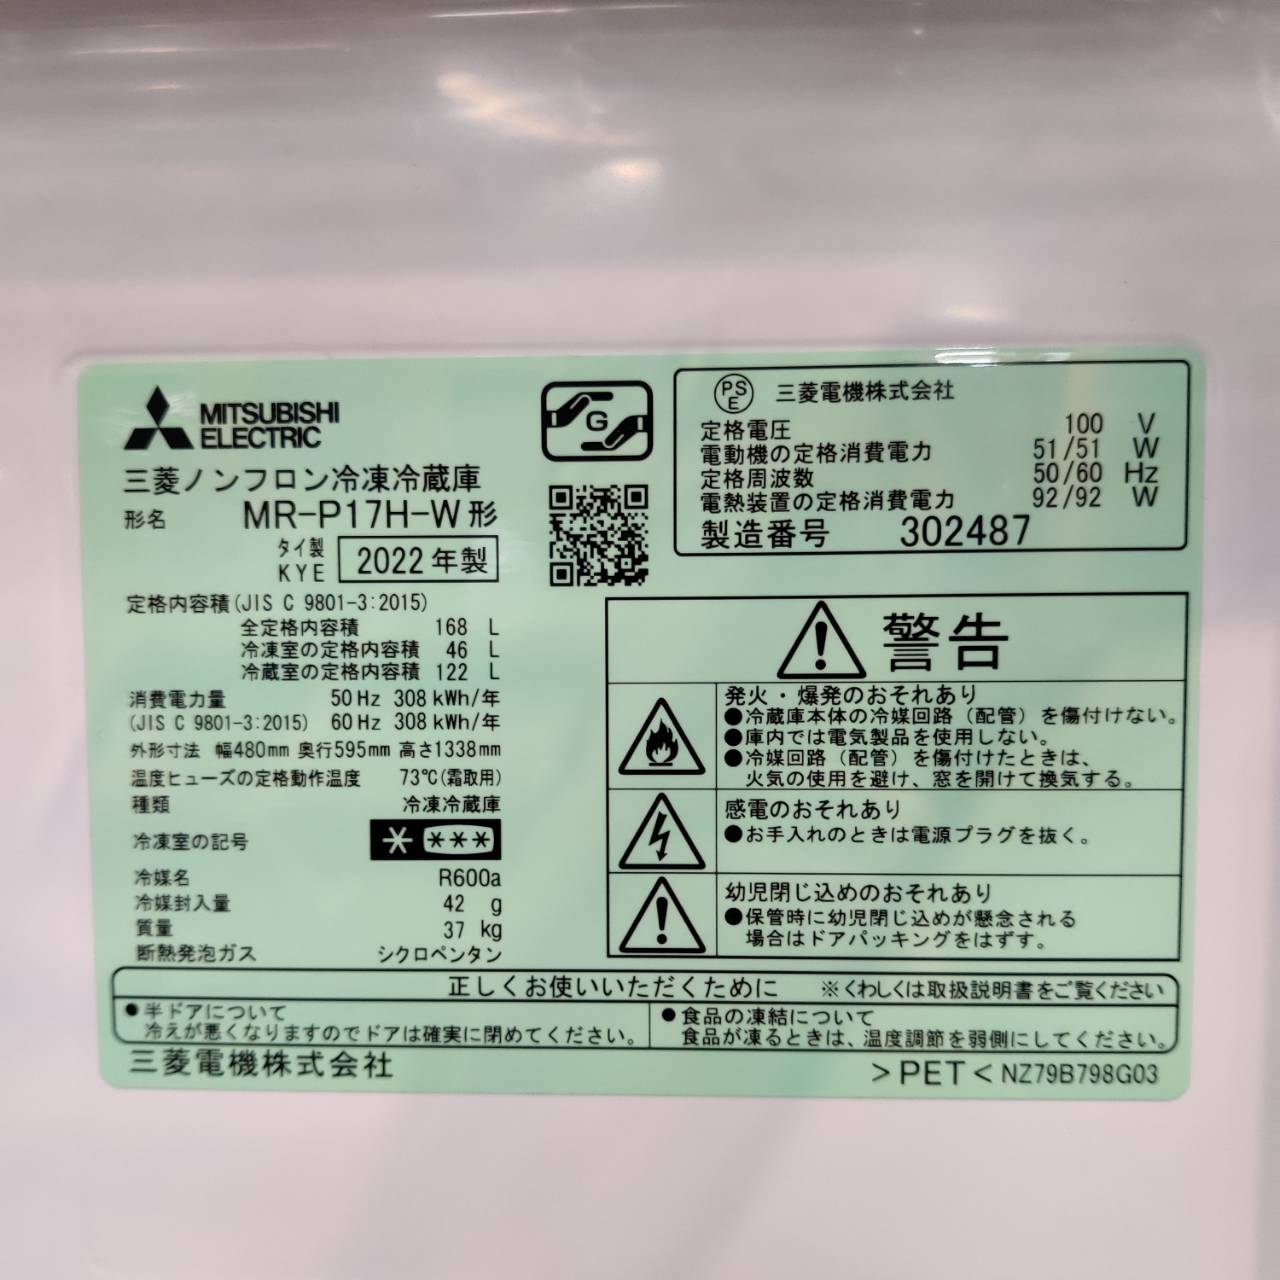 MITSUBISHI
ELECTRIC
三菱ノンフロン冷凍冷蔵庫
形名 MR-P17H-W形
タイ製
KYE 2022年製
定格内容積(JIS C 9801-3:2015)
全定格内容積 168 L
冷凍室の定格内容積 46 L
冷蔵室の定格内容積 122 L
消費電力量 50Hz 308kWh/年
(JIS C 9801-3:2015) 60Hz 308kWh/年
外形寸法 幅480mm 奥行595mm 高さ1338mm
温度ヒューズの定格動作温度 73℃(霜取用)
種類 冷凍冷蔵庫
冷凍室の記号 * ***
冷媒名 R600a
冷媒封入量 42 g
質量 37 kg
断熱発泡ガス シクロペンタン
G
PS
E 三菱電機株式会社
定格電圧 100 V
電動機の定格消費電力 51/51 W
定格周波数 50/60 Hz
電熱装置の定格消費電力 92/92 W
製造番号 302487
警告
発火・爆発のおそれあり
●冷蔵庫本体の冷媒回路(配管)を傷付けない。
●庫内では電気製品を使用しない。
●冷媒回路(配管)を傷付けたときは、
火気の使用を避け、窓を開けて換気する。
感電のおそれあり
●お手入れのときは電源プラグを抜く。
幼児閉じ込めのおそれあり
●保管時に幼児閉じ込めが懸念される
場合はドアパッキングをはずす。
正しくお使いいただくために ※くわしくは取扱説明書をご覧ください
●半ドアについて
冷えが悪くなりますのでドアは確実に閉めてください。
●食品の凍結について
食品が凍るときは、温度調節を弱側にしてください。
三菱電機株式会社
>PET< NZ79B798G03